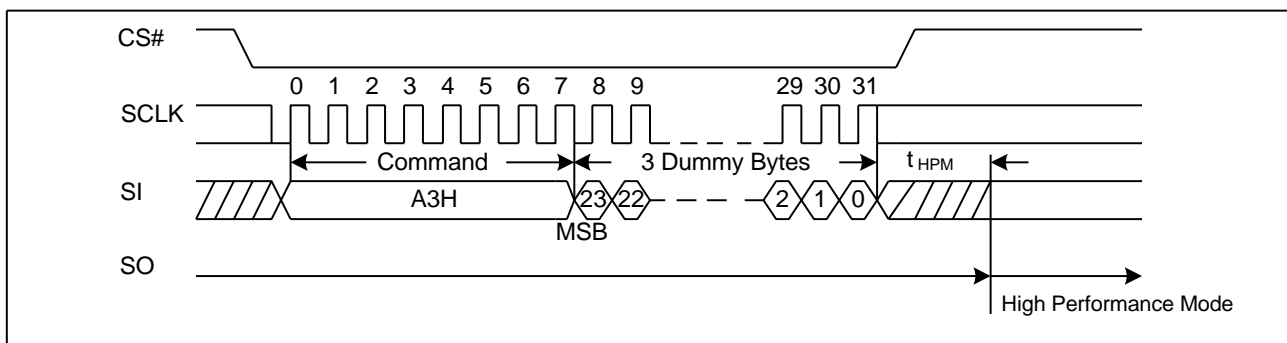 CS#
0 1 2 3 4 5 6 7 8 9 29 30 31
SCLK
Command 3 Dummy Bytes t HPM
SI A3H 23 22 2 1 0
MSB
SO
High Performance Mode